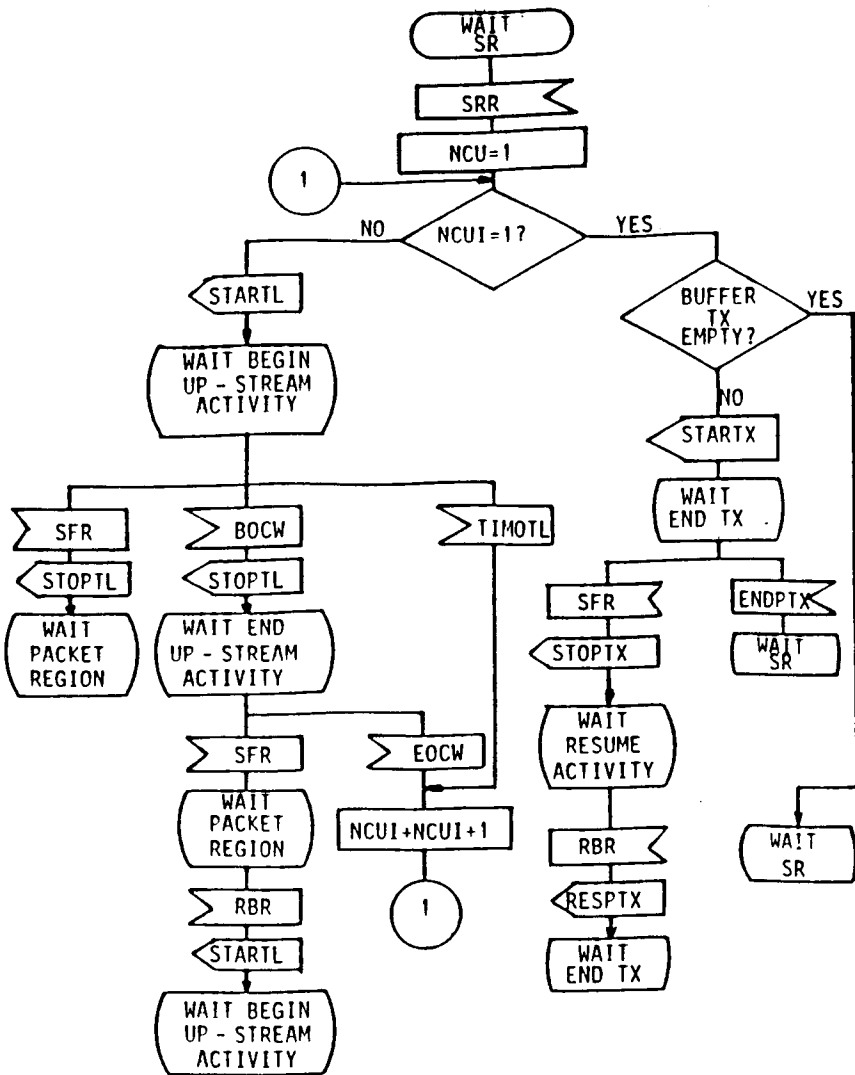 WAIT
SR
SRR
NCU=1
1
NCUI=1?
NO
YES
STARTL
BUFFER
TX
EMPTY?
YES
WAIT BEGIN
UP-STREAM
ACTIVITY
NO
STARTX
WAIT
END TX
SFR
BOCW
TIMOTL
STOPTL
STOPTL
SFR
ENDPTX
WAIT
PACKET
REGION
WAIT END
UP-STREAM
ACTIVITY
STOPTX
WAIT
SR
WAIT
RESUME
ACTIVITY
SFR
EOCW
WAIT
PACKET
REGION
NCUI+NCUI+1
RBR
WAIT
SR
RBR
1
RESPTX
STARTL
WAIT
END TX
WAIT BEGIN
UP-STREAM
ACTIVITY